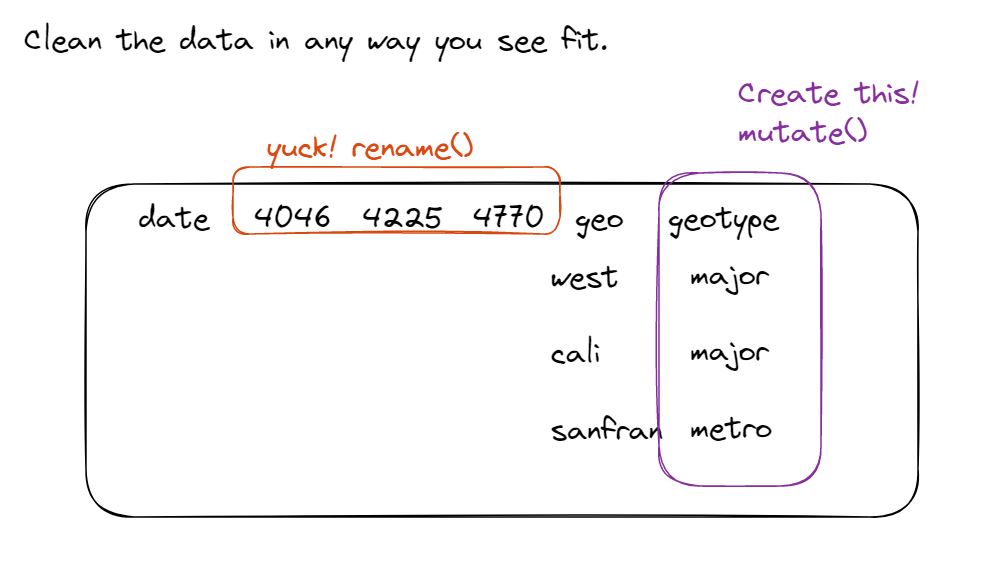 Clean the data in any way you see fit.
Create this!
mutate()
yuck! rename()
date 4046 4225 4770 geo geotype
west major
cali major
sanfran metro